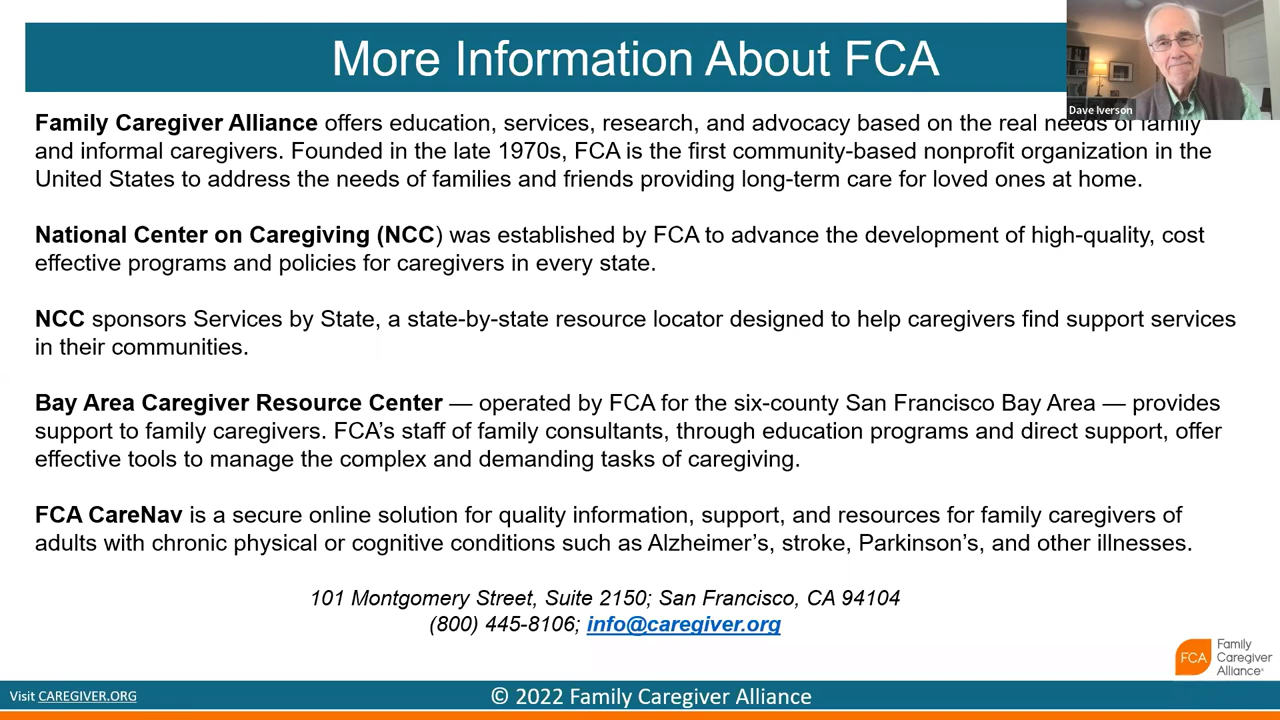 More Information About FCA
Dave Iverson
Family Caregiver Alliance offers education, services, research, and advocacy based on the real needs of family
and informal caregivers. Founded in the late 1970s, FCA is the first community-based nonprofit organization in the
United States to address the needs of families and friends providing long-term care for loved ones at home.
National Center on Caregiving (NCC) was established by FCA to advance the development of high-quality, cost
effective programs and policies for caregivers in every state.
NCC sponsors Services by State, a state-by-state resource locator designed to help caregivers find support services
in their communities.
Bay Area Caregiver Resource Center — operated by FCA for the six-county San Francisco Bay Area — provides
support to family caregivers. FCA’s staff of family consultants, through education programs and direct support, offer
effective tools to manage the complex and demanding tasks of caregiving.
FCA CareNav is a secure online solution for quality information, support, and resources for family caregivers of
adults with chronic physical or cognitive conditions such as Alzheimer’s, stroke, Parkinson’s, and other illnesses.
101 Montgomery Street, Suite 2150; San Francisco, CA 94104
(800) 445-8106; info@caregiver.org
FCA
Family
Caregiver
Alliance
Visit CAREGIVER.ORG
© 2022 Family Caregiver Alliance